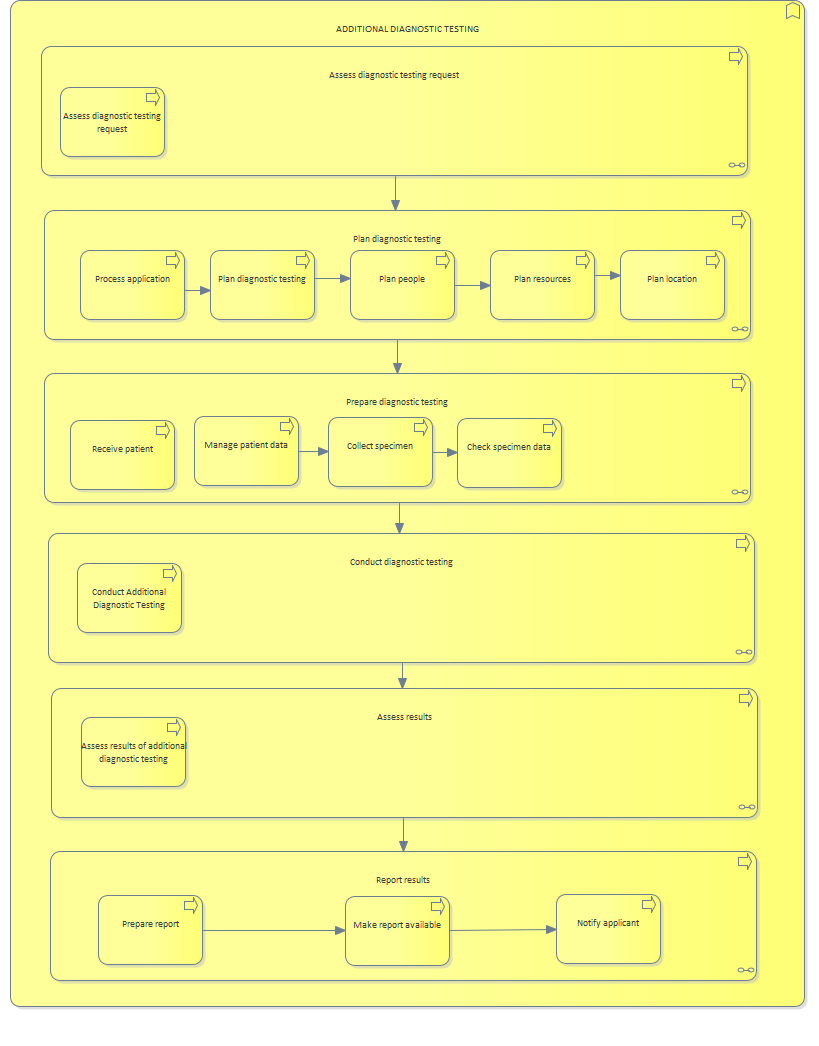 ADDITIONAL DIAGNOSTIC TESTING
Assess diagnostic testing request
Assess diagnostic testing
request
Plan diagnostic testing
Process application
Plan diagnostic testing
Plan people
Plan resources
Plan location
Prepare diagnostic testing
Receive patient
Manage patient data
Collect specimen
Check specimen data
Conduct diagnostic testing
Conduct Additional
Diagnostic Testing
Assess results
Assess results of additional
diagnostic testing
Report results
Prepare report
Make report available
Notify applicant